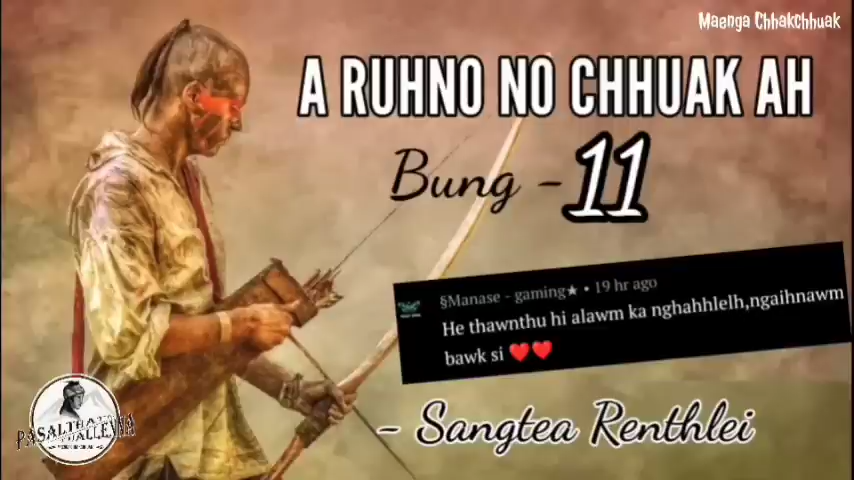 Maenga Chhakchhuak
A RUHNO NO CHHUAK AH
Bung - 11
§Manase - gaming★ • 19 hr ago
He thawnthu hi alawm ka nghahhlelh,ngaihnawm
bawk si ❤️❤️
- Sangtea Renthlei